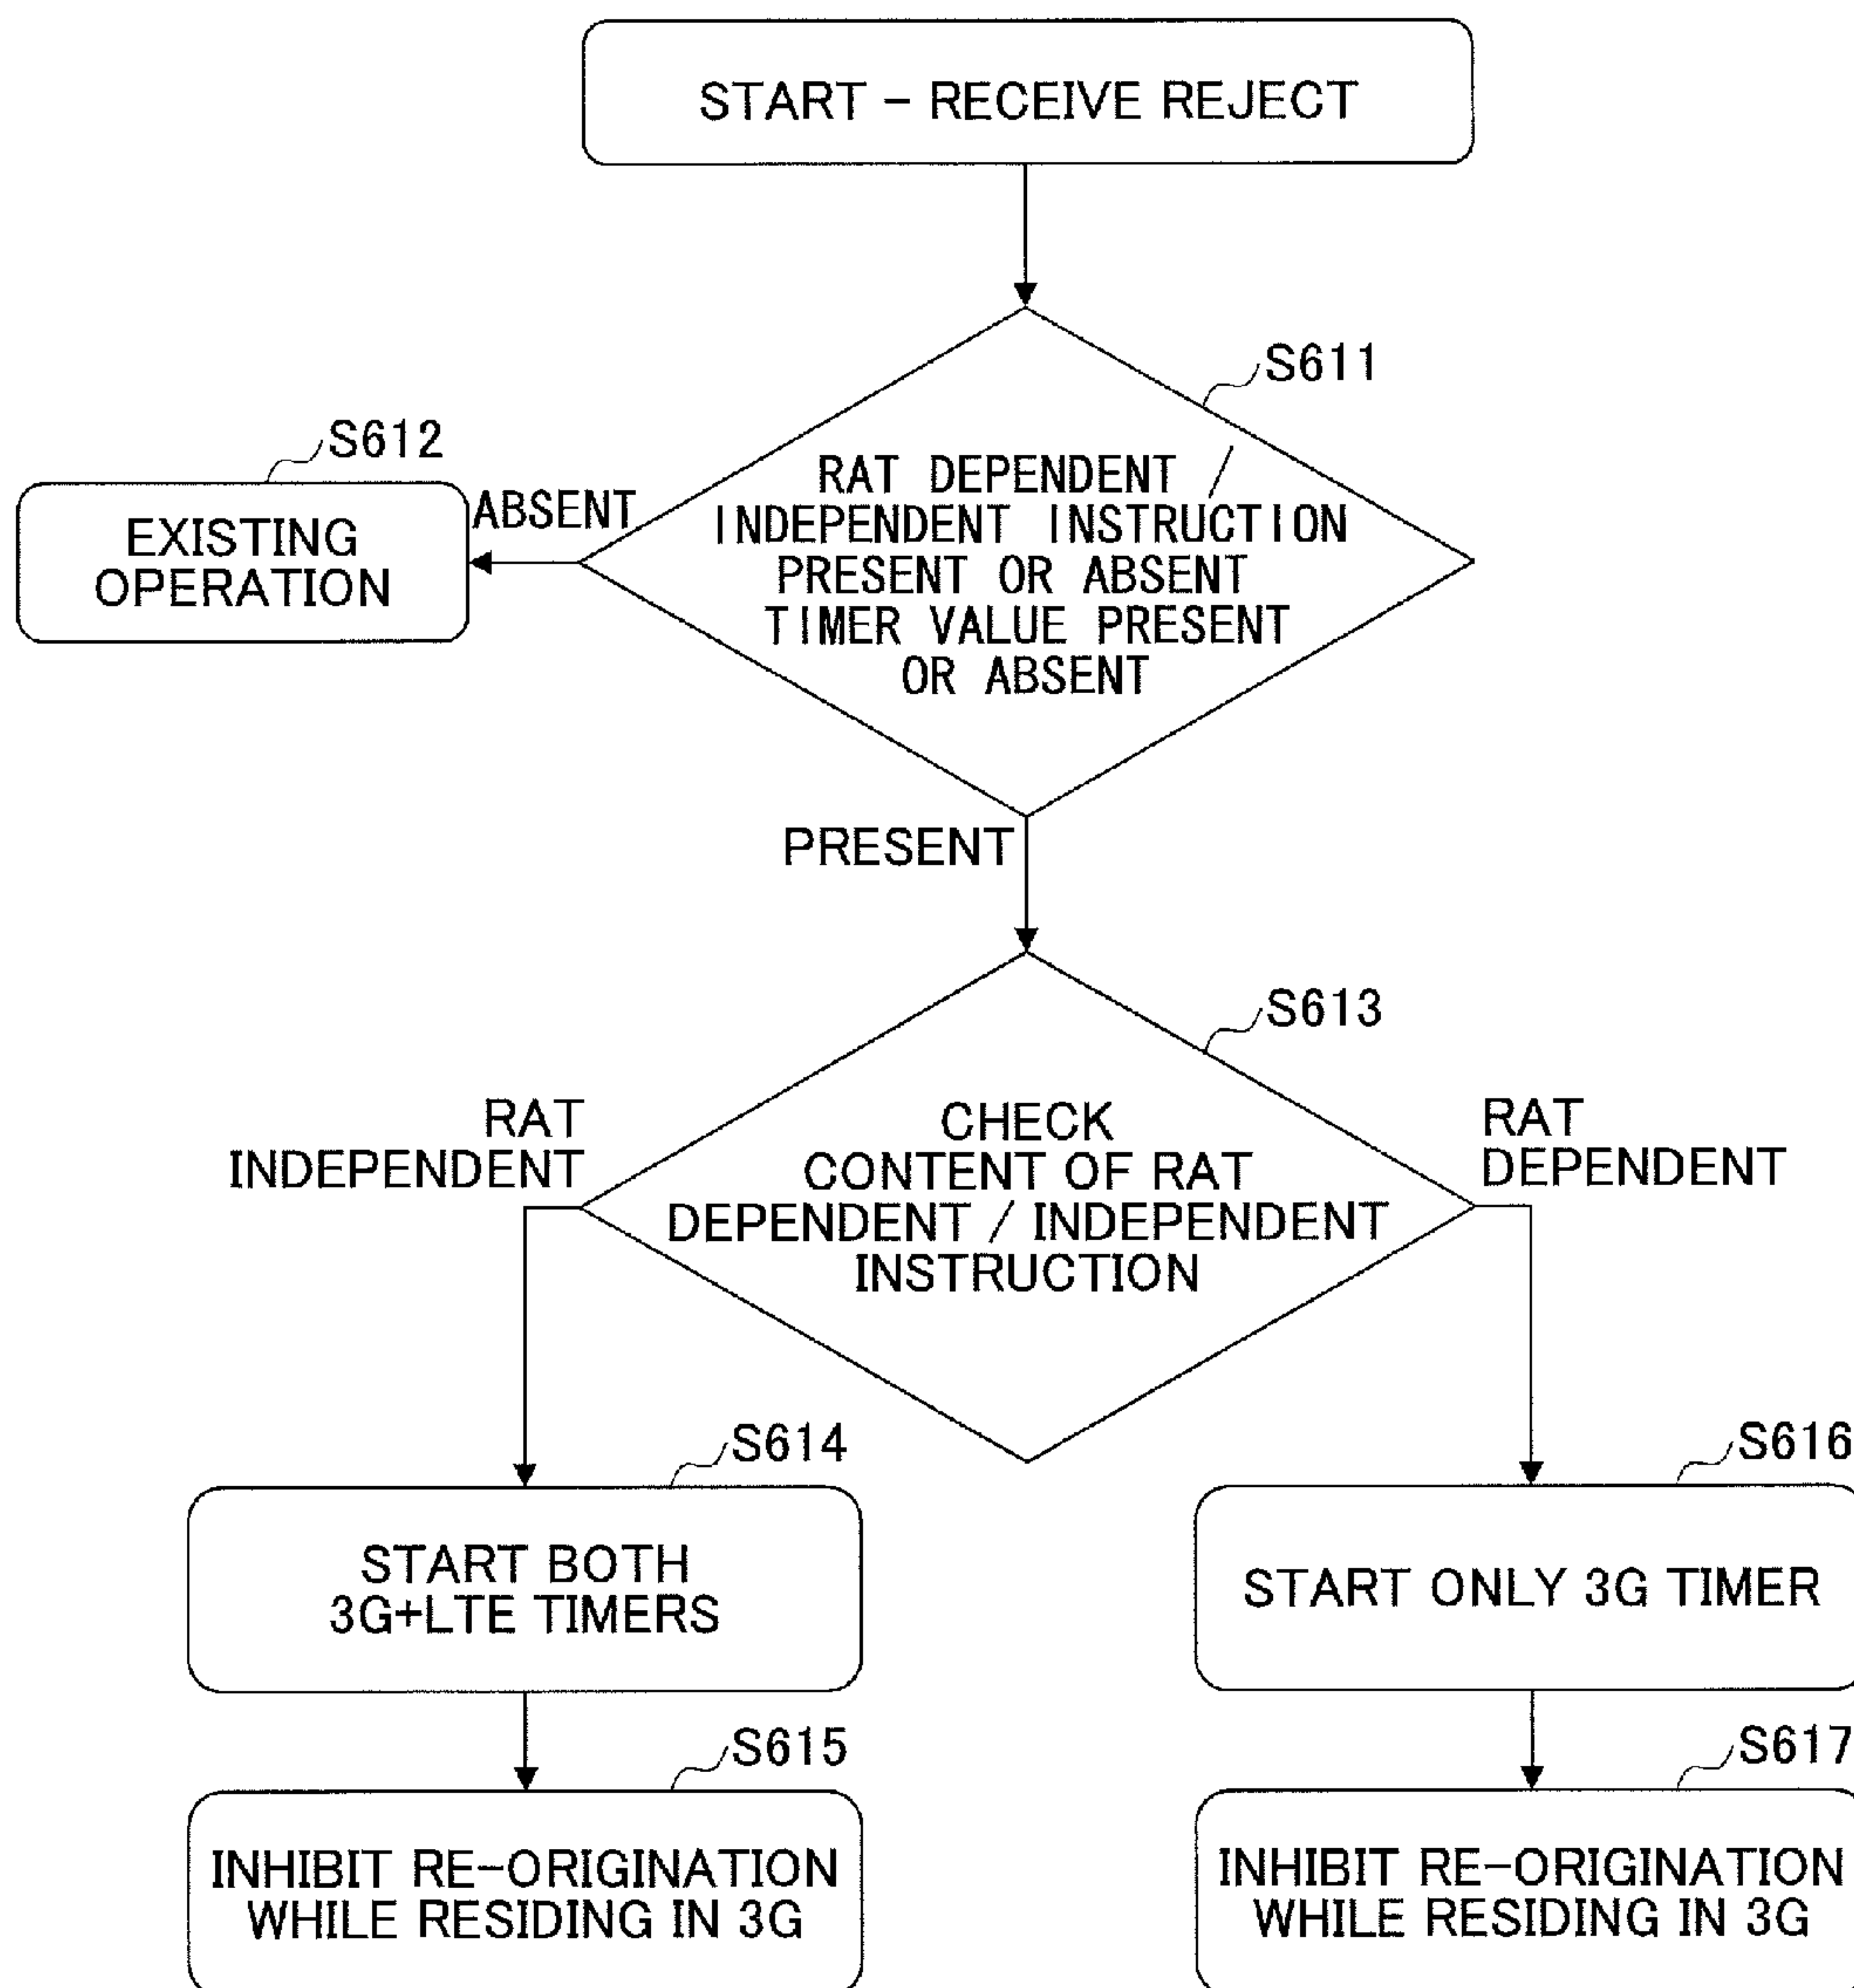 START – RECEIVE REJECT
S611
RAT DEPENDENT /
INDEPENDENT INSTRUCTION
PRESENT OR ABSENT
TIMER VALUE PRESENT
OR ABSENT
S612
ABSENT
EXISTING
OPERATION
PRESENT
S613
CHECK
CONTENT OF RAT
DEPENDENT / INDEPENDENT
INSTRUCTION
RAT
INDEPENDENT
RAT
DEPENDENT
S614
START BOTH
3G+LTE TIMERS
S616
START ONLY 3G TIMER
S615
INHIBIT RE-ORIGINATION
WHILE RESIDING IN 3G
S617
INHIBIT RE-ORIGINATION
WHILE RESIDING IN 3G